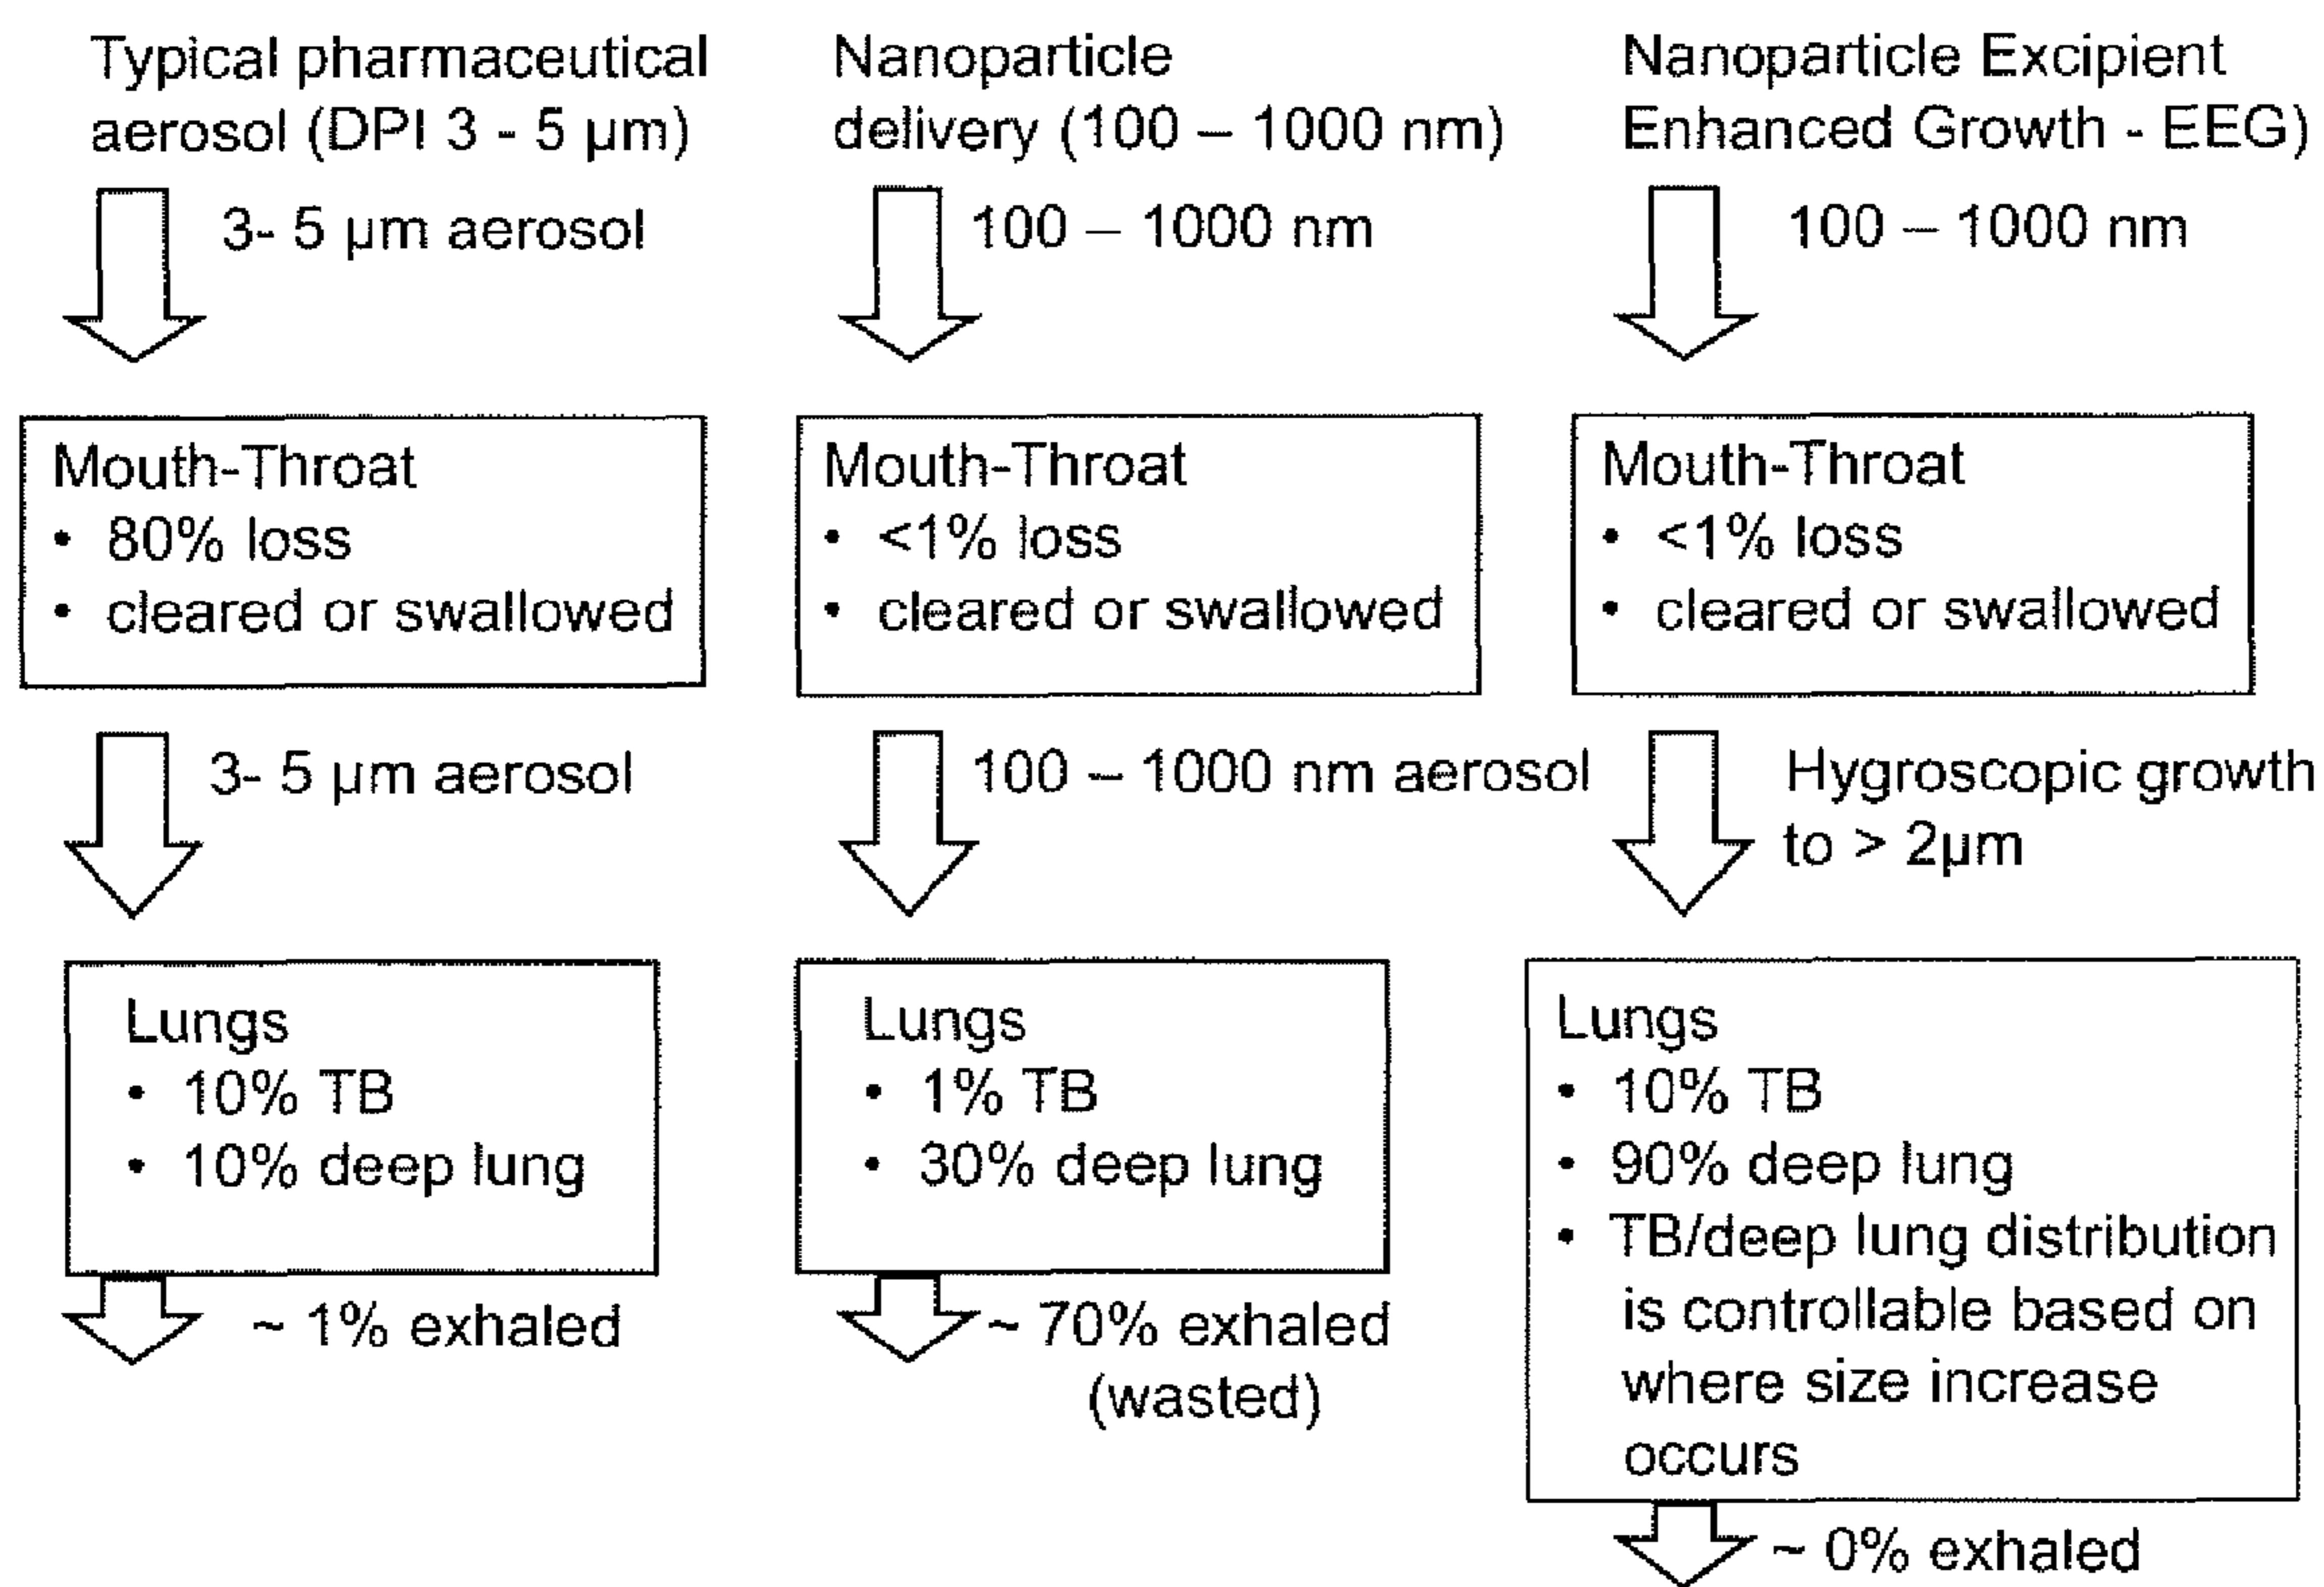 Typical pharmaceutical
aerosol (DPI 3 - 5 µm)
3- 5 µm aerosol
Mouth-Throat
• 80% loss
• cleared or swallowed
3- 5 µm aerosol
Lungs
• 10% TB
• 10% deep lung
~ 1% exhaled
Nanoparticle
delivery (100 – 1000 nm)
100 – 1000 nm
Mouth-Throat
• <1% loss
• cleared or swallowed
100 – 1000 nm aerosol
Lungs
• 1% TB
• 30% deep lung
~ 70% exhaled
(wasted)
Nanoparticle Excipient
Enhanced Growth - EEG)
100 – 1000 nm
Mouth-Throat
• <1% loss
• cleared or swallowed
Hygroscopic growth
to > 2µm
Lungs
• 10% TB
• 90% deep lung
• TB/deep lung distribution
is controllable based on
where size increase
occurs
~ 0% exhaled